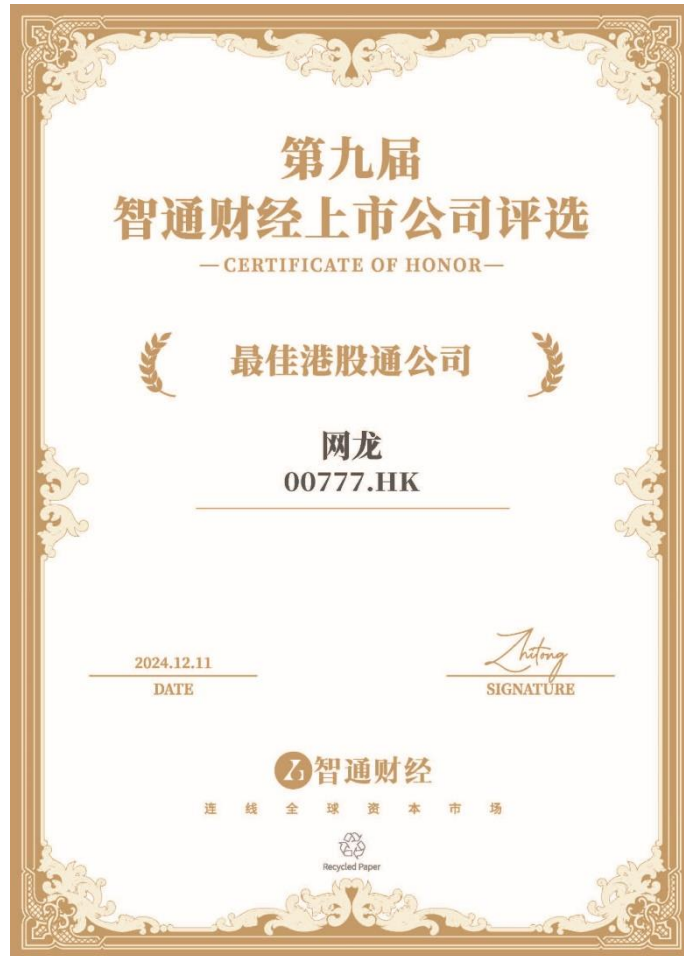 第九届
智通财经上市公司评选
—CERTIFICATE OF HONOR—
最佳港股通公司
网龙
00777.HK
2024.12.11
DATE
Zhitong
SIGNATURE
智通财经
连线全球资本市场
Recycled Paper